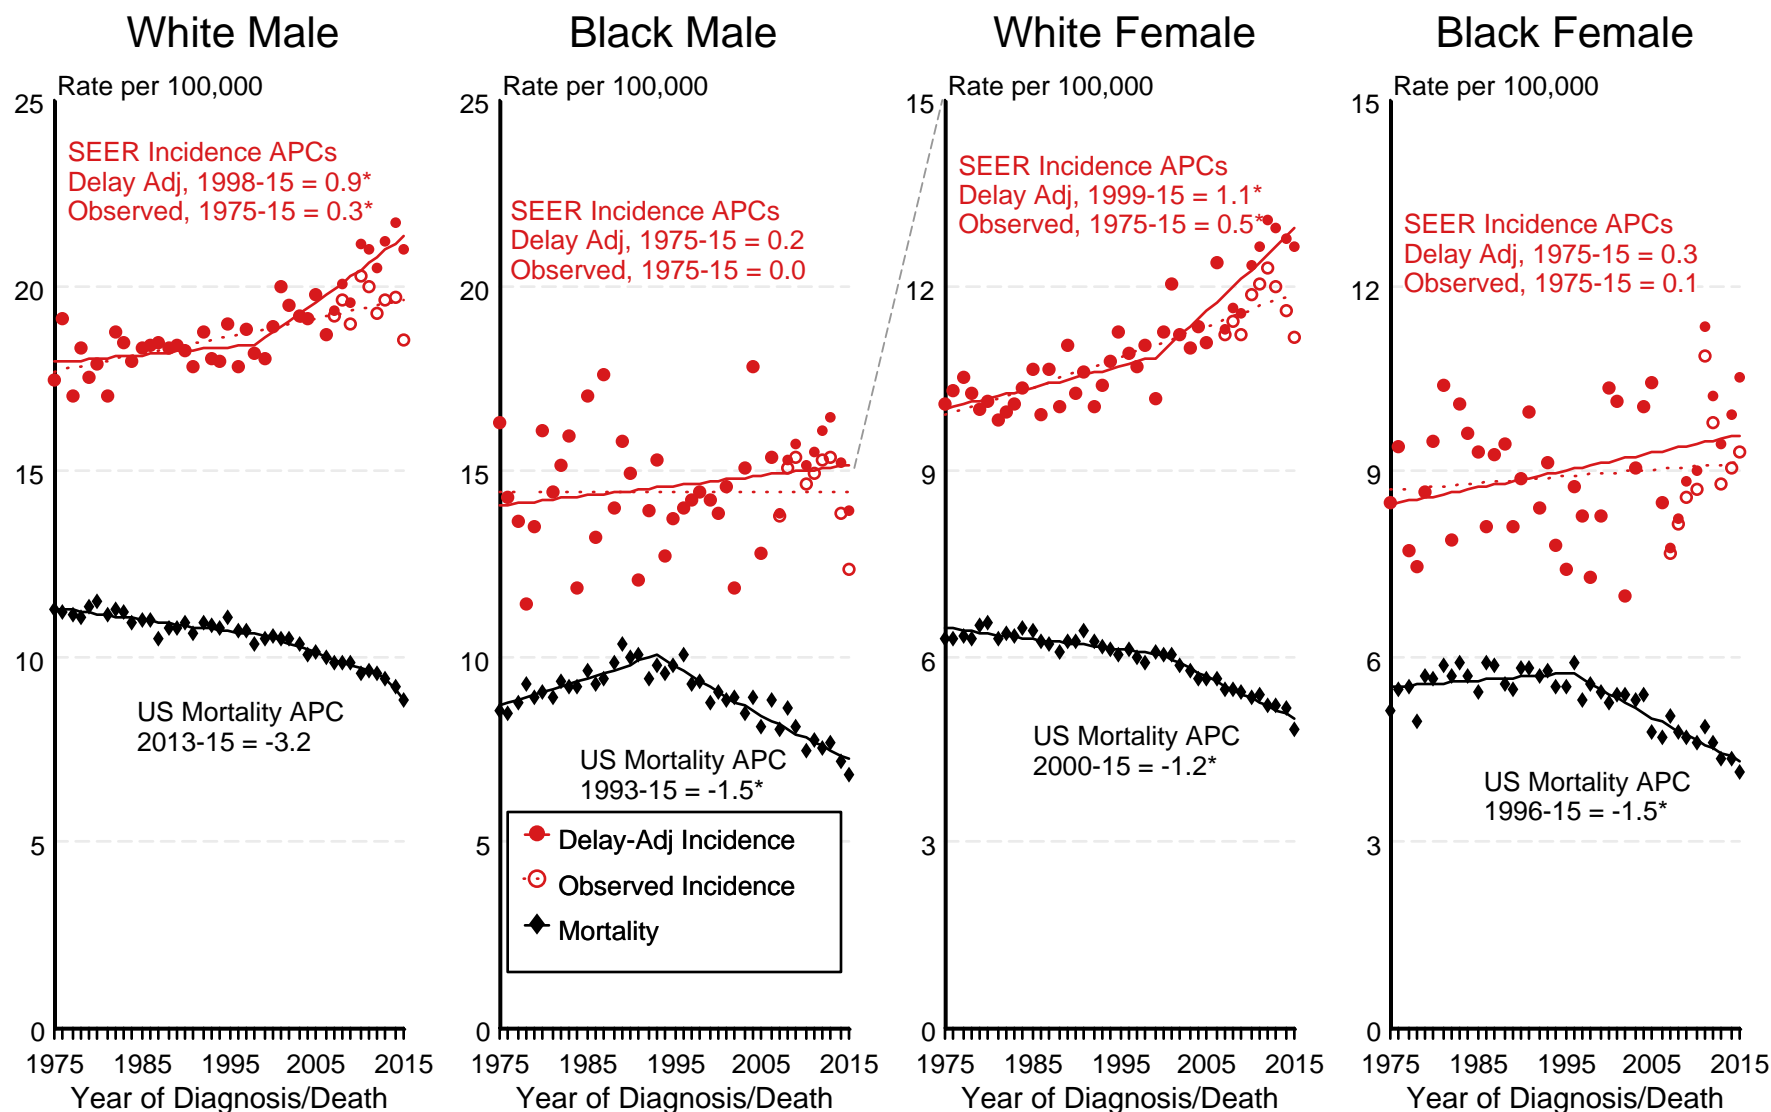 White Male
Rate per 100,000
25
20
15
10
5
0
SEER Incidence APCs
Delay Adj, 1998-15 = 0.9*
Observed, 1975-15 = 0.3*
US Mortality APC
2013-15 = -3.2
1975 1985 1995 2005 2015
Year of Diagnosis/Death
Black Male
Rate per 100,000
25
20
15
10
5
0
SEER Incidence APCs
Delay Adj, 1975-15 = 0.2
Observed, 1975-15 = 0.0
US Mortality APC
1993-15 = -1.5*
Delay-Adj Incidence
Observed Incidence
Mortality
1975 1985 1995 2005 2015
Year of Diagnosis/Death
White Female
Rate per 100,000
15
12
9
6
3
0
SEER Incidence APCs
Delay Adj, 1999-15 = 1.1*
Observed, 1975-15 = 0.5*
US Mortality APC
2000-15 = -1.2*
1975 1985 1995 2005 2015
Year of Diagnosis/Death
Black Female
Rate per 100,000
15
12
9
6
3
0
SEER Incidence APCs
Delay Adj, 1975-15 = 0.3
Observed, 1975-15 = 0.1
US Mortality APC
1996-15 = -1.5*
1975 1985 1995 2005 2015
Year of Diagnosis/Death